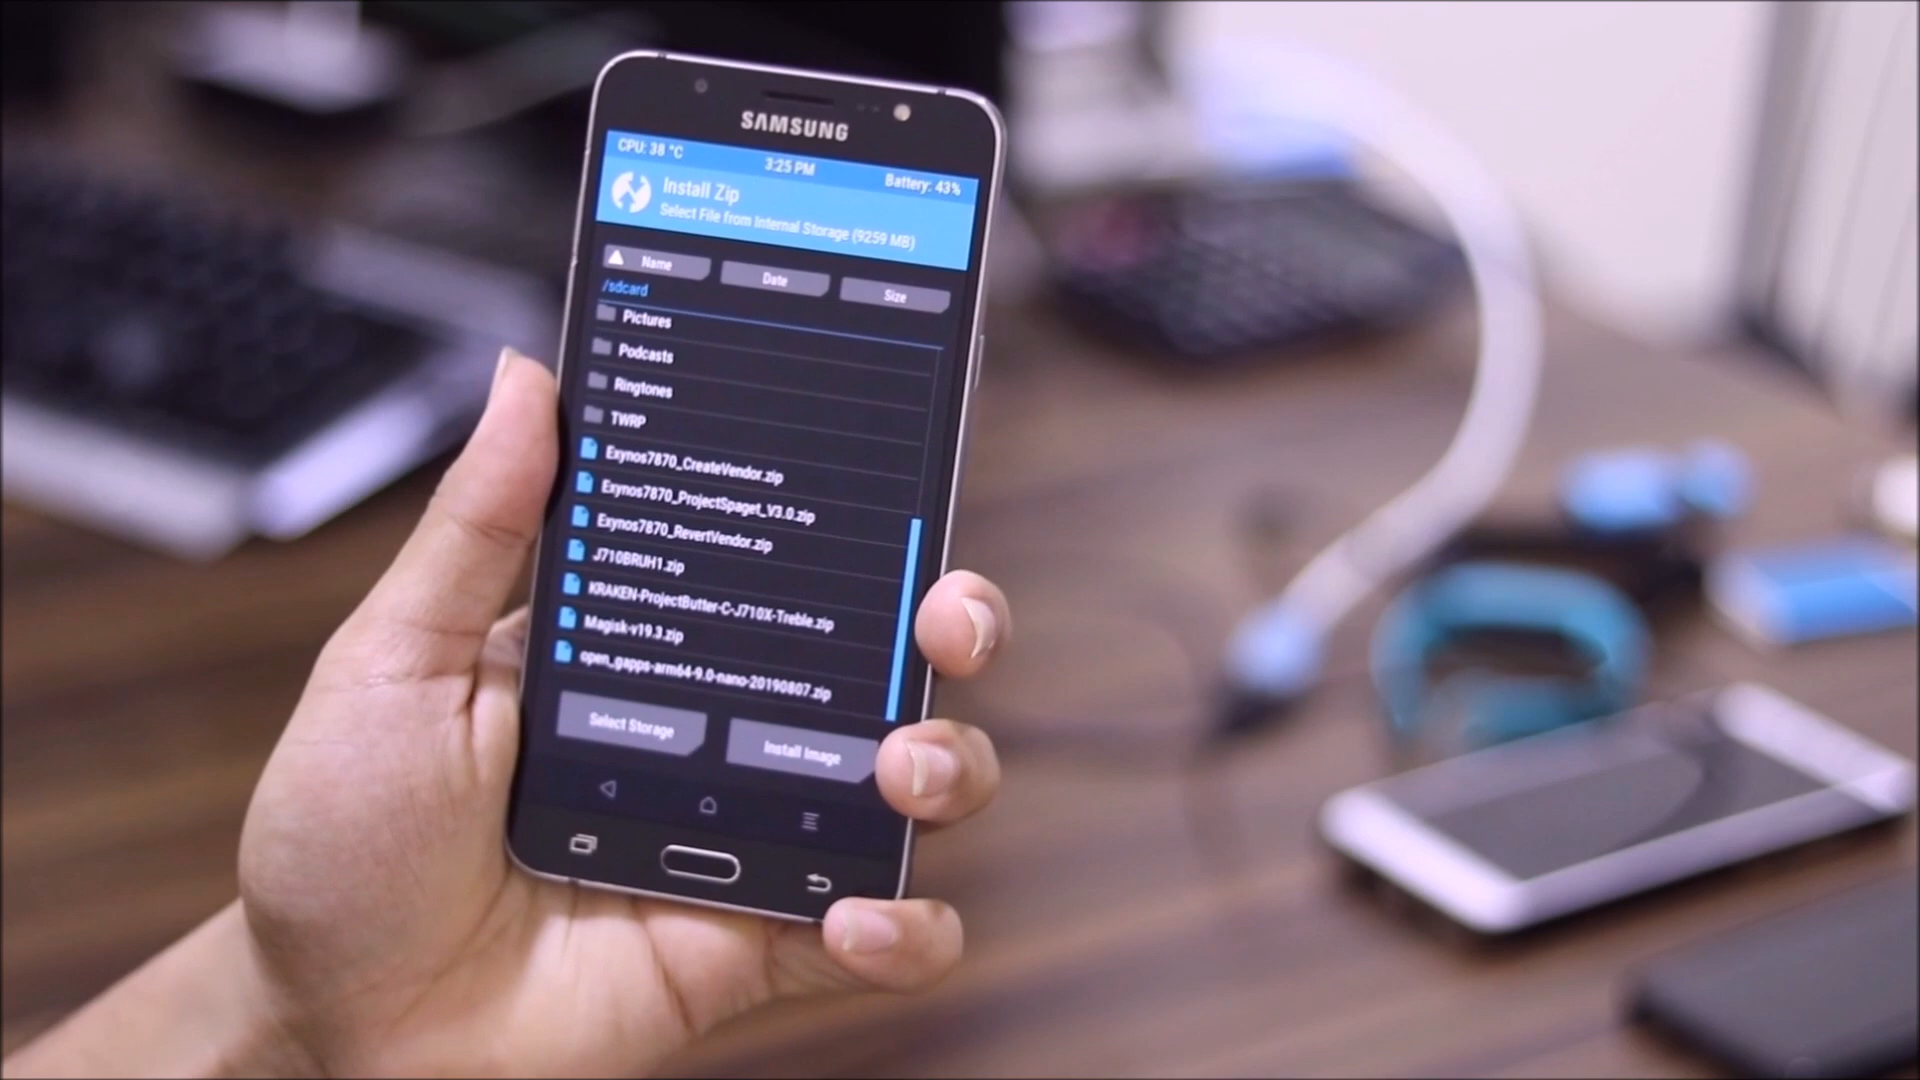 SAMSUNG
CPU: 38 °C 3:25 PM Battery: 43%
Install Zip
Select File from Internal Storage (9259 MB)
Name Date Size
/sdcard
Pictures
Podcasts
Ringtones
TWRP
Exynos7870_CreateVendor.zip
Exynos7870_ProjectSpaget_V3.0.zip
Exynos7870_RevertVendor.zip
J710BRUH1.zip
KRAKEN-ProjectButter-C-J710X-Treble.zip
Magisk-v19.3.zip
open_gapps-arm64-9.0-nano-20190807.zip
Select Storage Install Image